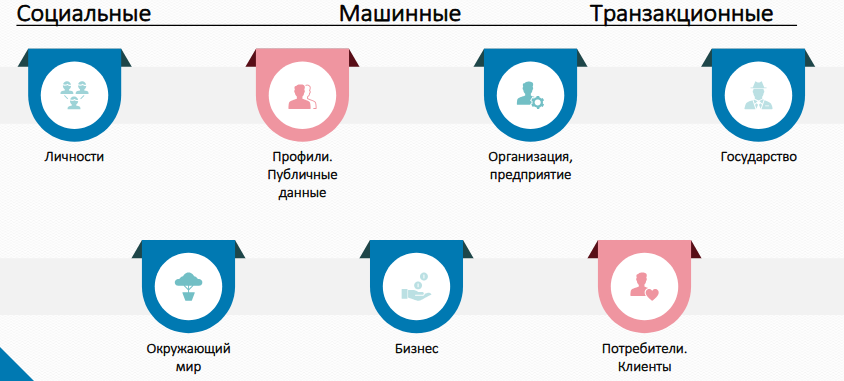 Социальные
Машинные
Транзакционные
Личности
Профили.
Публичные
данные
Организация,
предприятие
Государство
Окружающий
мир
Бизнес
Потребители.
Клиенты